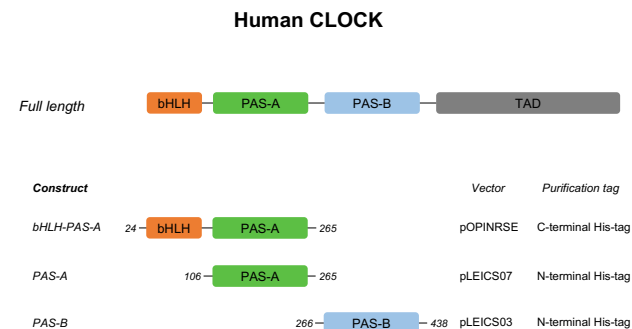 Human CLOCK
Full length bHLH PAS-A PAS-B TAD
Construct Vector Purification tag
bHLH-PAS-A 24 bHLH PAS-A 265 pOPINRSE C-terminal His-tag
PAS-A 106 PAS-A 265 pLEICS07 N-terminal His-tag
PAS-B 266 PAS-B 438 pLEICS03 N-terminal His-tag